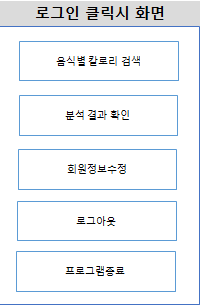 로그인 클릭시 화면
음식별 칼로리 검색
분석 결과 확인
회원정보수정
로그아웃
프로그램종료